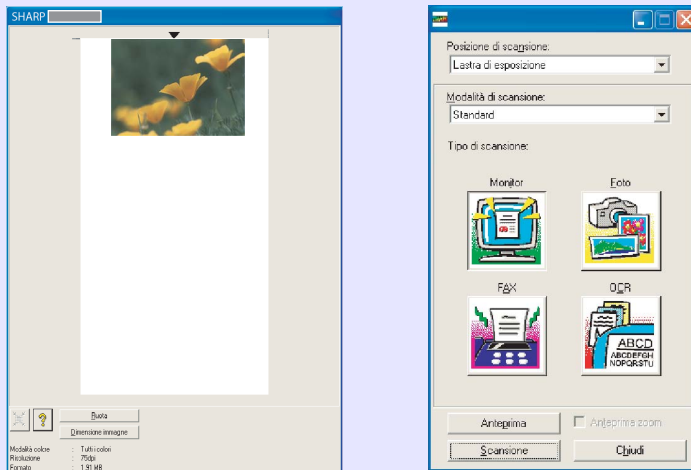 SHARP
Ruota
Dimensione immagine
Modalità colore : Tutti i colori
Risoluzione : 75dpi
Formato : 1.91 MB
Posizione di scansione:
Lastra di esposizione
Modalità di scansione:
Standard
Tipo di scansione:
Monitor Foto
FAX OCR
ABCD
ABCDEFGH
NOPQRSTU
Anteprima Anteprima zoom
Scansione Chiudi